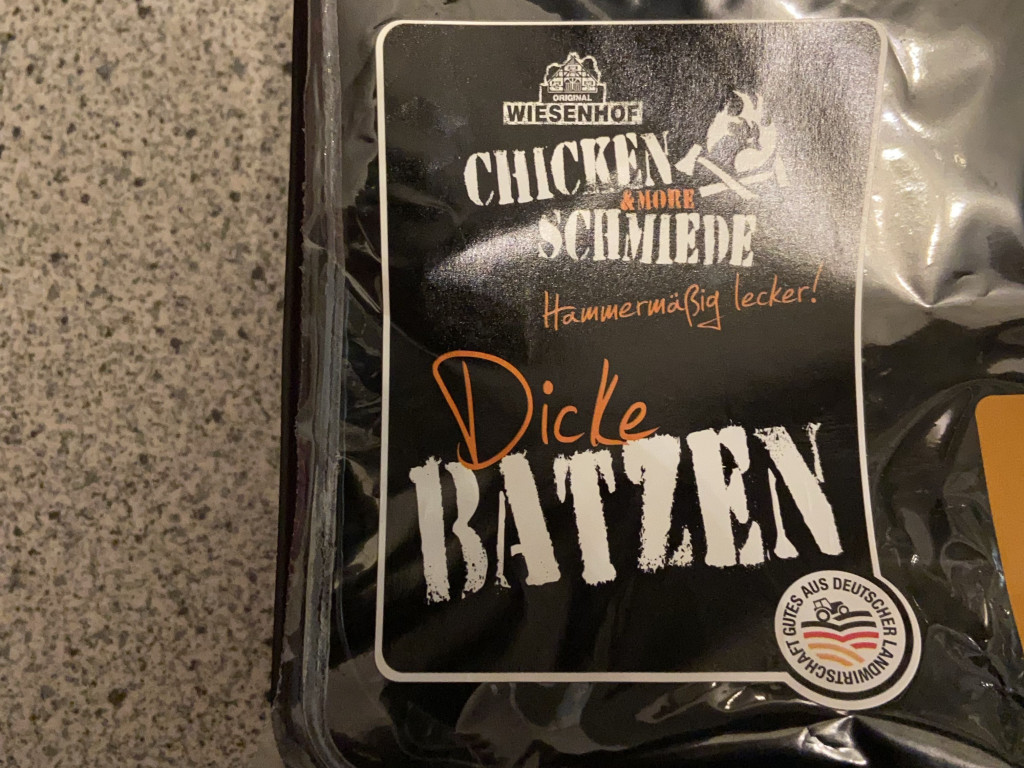 ORIGINAL
WIESENHOF
CHICKEN
& MORE
SCHMIEDE
Hammermäßig lecker!
Dicke
BATZEN
GUTES AUS DEUTSCHER LANDWIRTSCHAFT